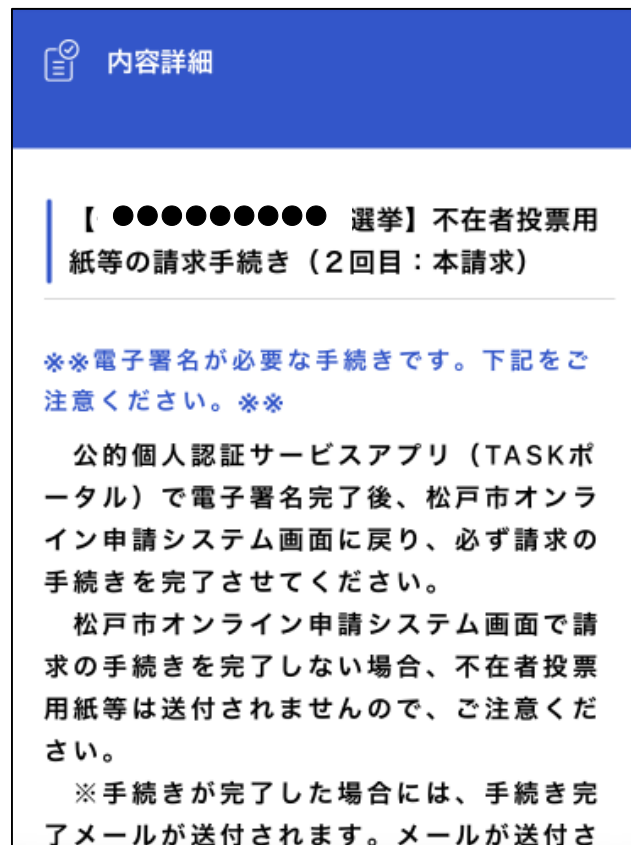 内容詳細
【●●●●●●●●● 選挙】不在者投票用
紙等の請求手続き（２回目：本請求）
※※電子署名が必要な手続きです。下記をご
注意ください。※※
　公的個人認証サービスアプリ（TASKポ
ータル）で電子署名完了後、松戸市オンラ
イン申請システム画面に戻り、必ず請求の
手続きを完了させてください。
　松戸市オンライン申請システム画面で請
求の手続きを完了しない場合、不在者投票
用紙等は送付されませんので、ご注意くだ
さい。
　※手続きが完了した場合には、手続き完
了メールが送付されます。メールが送付さ